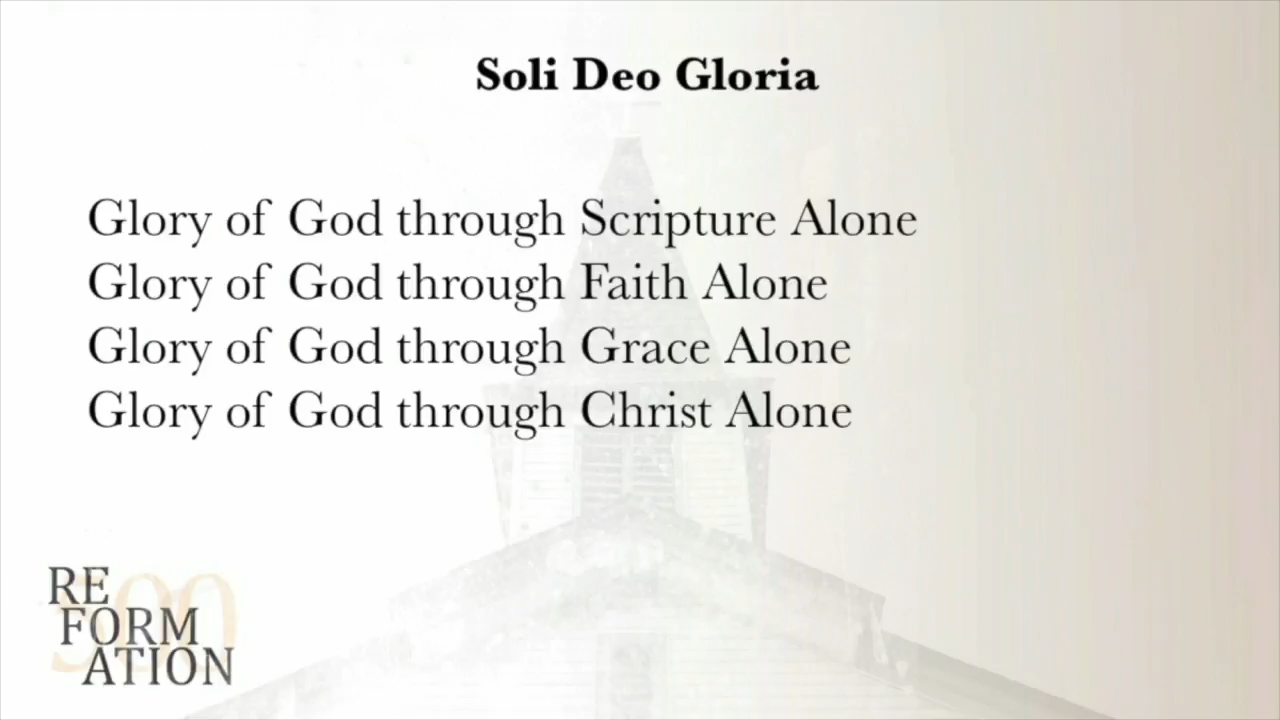 Soli Deo Gloria
Glory of God through Scripture Alone
Glory of God through Faith Alone
Glory of God through Grace Alone
Glory of God through Christ Alone
500
RE
FORM
ATION